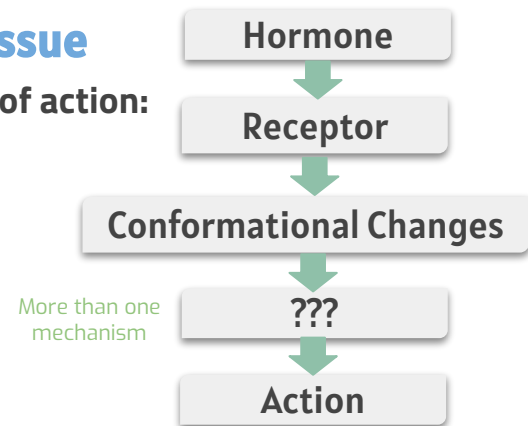 ssue
of action:
Hormone
Receptor
Conformational Changes
More than one
mechanism
???
Action